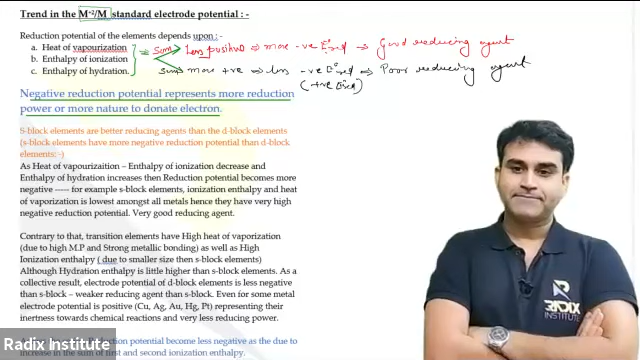 Trend in the M⁺²/M standard electrode potential : -
Reduction potential of the elements depends upon : -
a. Heat of vapourization
b. Enthalpy of ionization
c. Enthalpy of hydration.
Sum → Less positive ⇒ more -ve E°red ⇒ Good reducing agent
Sum more +ve ⇒ less -ve E°red ⇒ Poor reducing agent
(+ve E°red)
Negative reduction potential represents more reduction
power or more nature to donate electron.
S-block elements are better reducing agents than the d-block elements
(s-block elements have more negative reduction potential than d-block
elements: -)
As Heat of vapourizaition – Enthalpy of ionization decrease and
Enthalpy of hydration increases then Reduction potential becomes more
negative ----- for example s-block elements, ionization enthalpy and heat
of vaporization is lowest amongst all metals hence they have very high
negative reduction potential. Very good reducing agent.
Contrary to that, transition elements have High heat of vaporization
(due to high M.P and Strong metallic bonding) as well as High
Ionization enthalpy ( due to smaller size then s-block elements)
Although Hydration enthalpy is little higher than s-block elements. As a
collective result, electrode potential of d-block elements is less negative
than s-block – weaker reducing agent than s-block. Even for some metal
electrode potential is positive (Cu, Ag, Au, Hg, Pt) representing their
inertness towards chemical reactions and very less reducing power.
potential become less negative as the due to
increase in the sum of first and second ionization enthalpy.
Radix Institute
RADIX
INSTITUTE